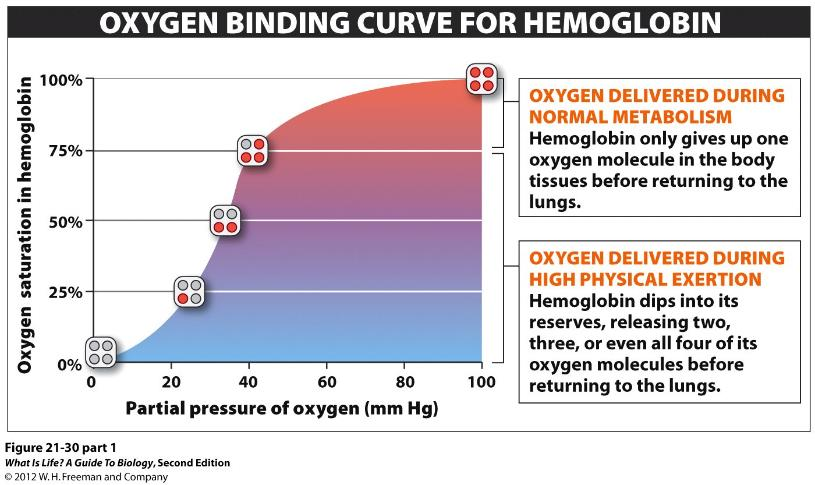 OXYGEN BINDING CURVE FOR HEMOGLOBIN
Oxygen saturation in hemoglobin
100%
75%
50%
25%
0%
0
20
40
60
80
100
Partial pressure of oxygen (mm Hg)
OXYGEN DELIVERED DURING
NORMAL METABOLISM
Hemoglobin only gives up one
oxygen molecule in the body
tissues before returning to the
lungs.
OXYGEN DELIVERED DURING
HIGH PHYSICAL EXERTION
Hemoglobin dips into its
reserves, releasing two,
three, or even all four of its
oxygen molecules before
returning to the lungs.
Figure 21-30 part 1
What Is Life? A Guide To Biology, Second Edition
© 2012 W. H. Freeman and Company